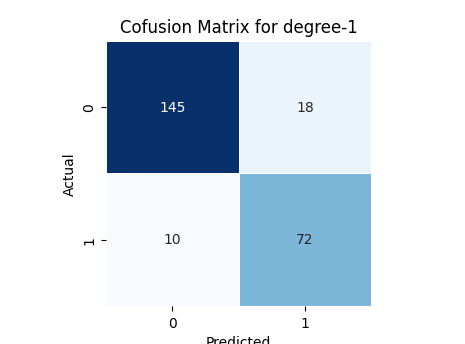 Cofusion Matrix for degree-1
0
145
18
Actual
1
10
72
0
1
Predicted